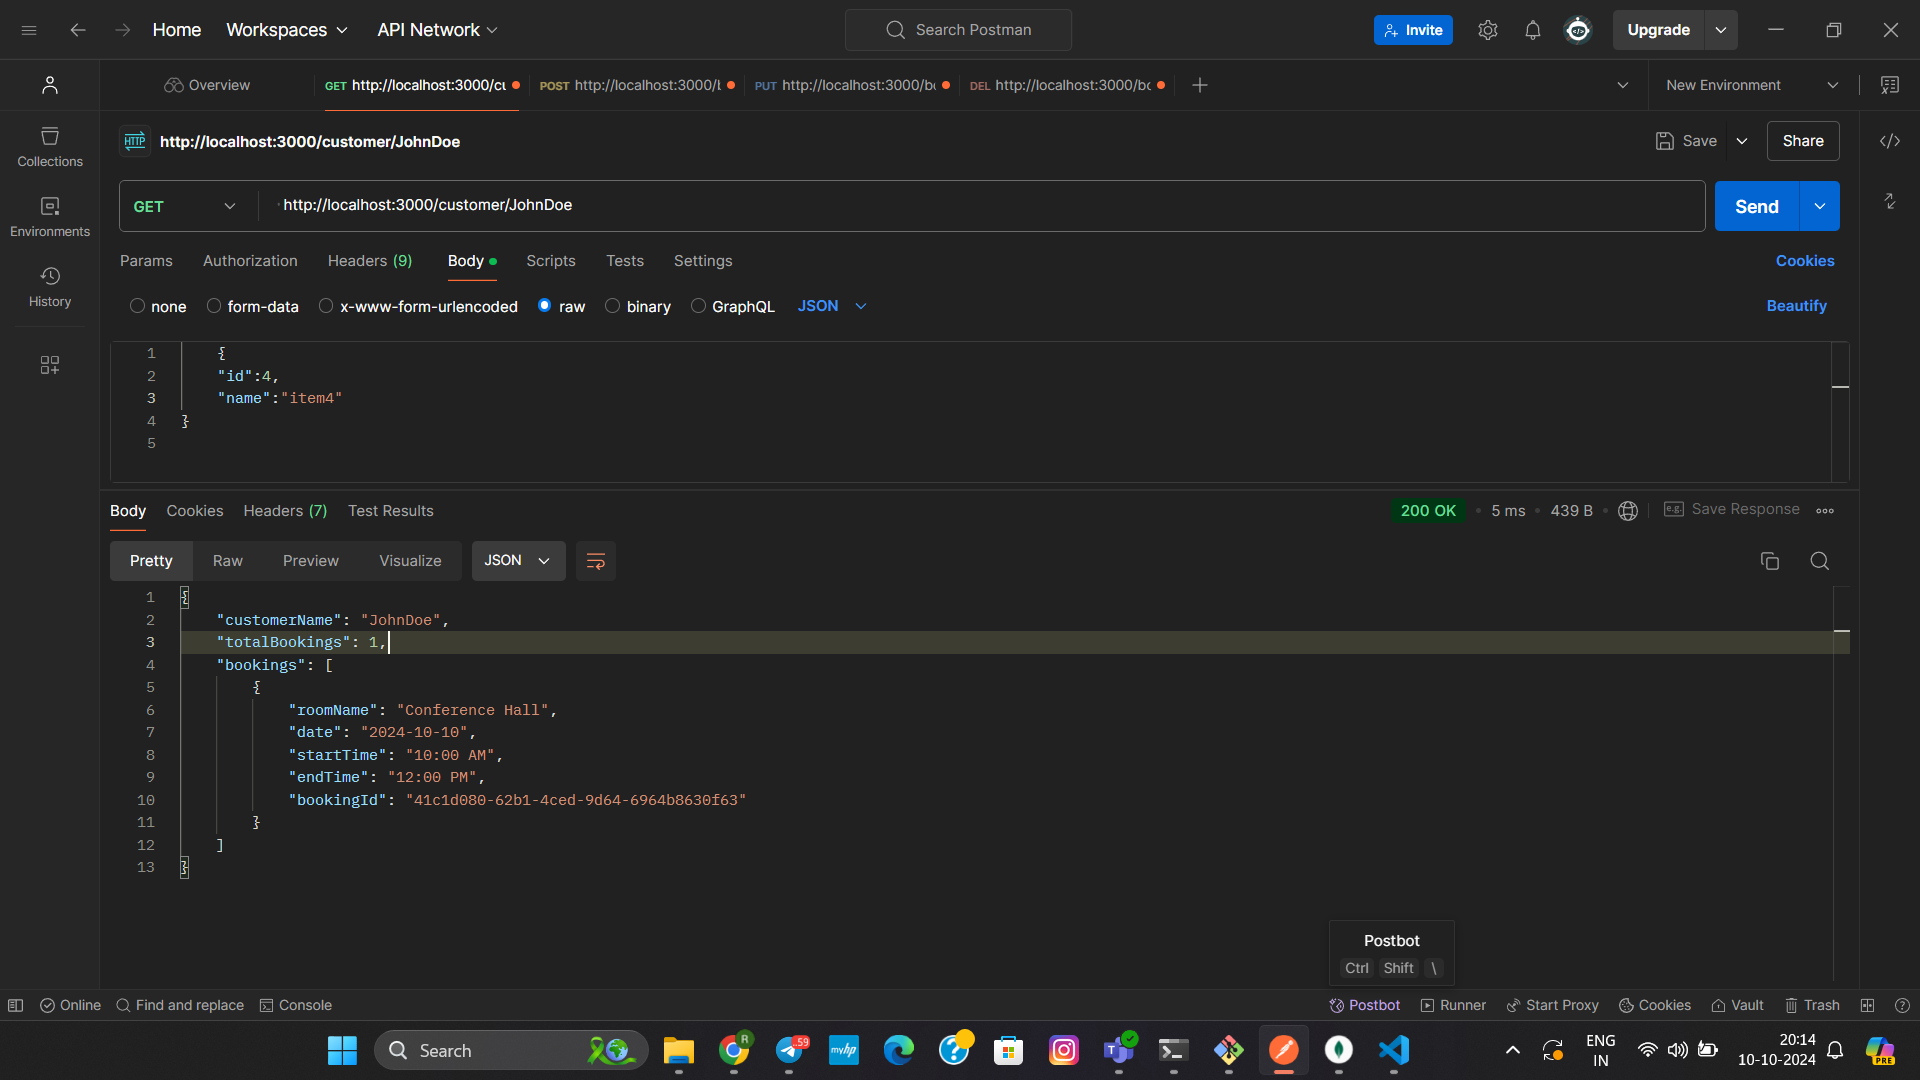 Home Workspaces API Network Search Postman Invite Upgrade
Overview GET http://localhost:3000/cu POST http://localhost:3000/b PUT http://localhost:3000/bo DEL http://localhost:3000/bo New Environment
HTTP http://localhost:3000/customer/JohnDoe Save Share
Collections
Environments
History
GET http://localhost:3000/customer/JohnDoe Send
Params Authorization Headers (9) Body Scripts Tests Settings Cookies
none form-data x-www-form-urlencoded raw binary GraphQL JSON Beautify
1 {
2 "id":4,
3 "name":"item4"
4 }
5
Body Cookies Headers (7) Test Results 200 OK 5 ms 439 B e.g. Save Response
Pretty Raw Preview Visualize JSON
1 {
2 "customerName": "JohnDoe",
3 "totalBookings": 1,
4 "bookings": [
5 {
6 "roomName": "Conference Hall",
7 "date": "2024-10-10",
8 "startTime": "10:00 AM",
9 "endTime": "12:00 PM",
10 "bookingId": "41c1d080-62b1-4ced-9d64-6964b8630f63"
11 }
12 ]
13 }
Postbot
Ctrl Shift \
Online Find and replace Console Postbot Runner Start Proxy Cookies Vault Trash
Search R 59 myhp T ENG
IN
20:14
10-10-2024
PRE